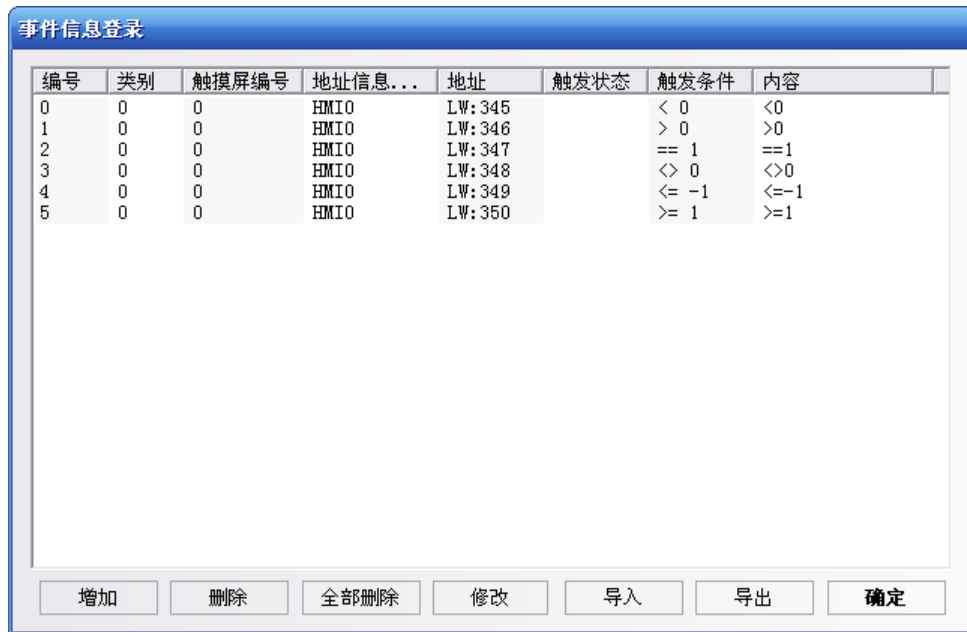 事件信息登录
编号 类别 触摸屏编号 地址信息... 地址 触发状态 触发条件 内容
0 0 0 HMI0 LW:345 < 0 <0
1 0 0 HMI0 LW:346 > 0 >0
2 0 0 HMI0 LW:347 == 1 ==1
3 0 0 HMI0 LW:348 <> 0 <>0
4 0 0 HMI0 LW:349 <= -1 <=-1
5 0 0 HMI0 LW:350 >= 1 >=1
增加 删除 全部删除 修改 导入 导出 确定